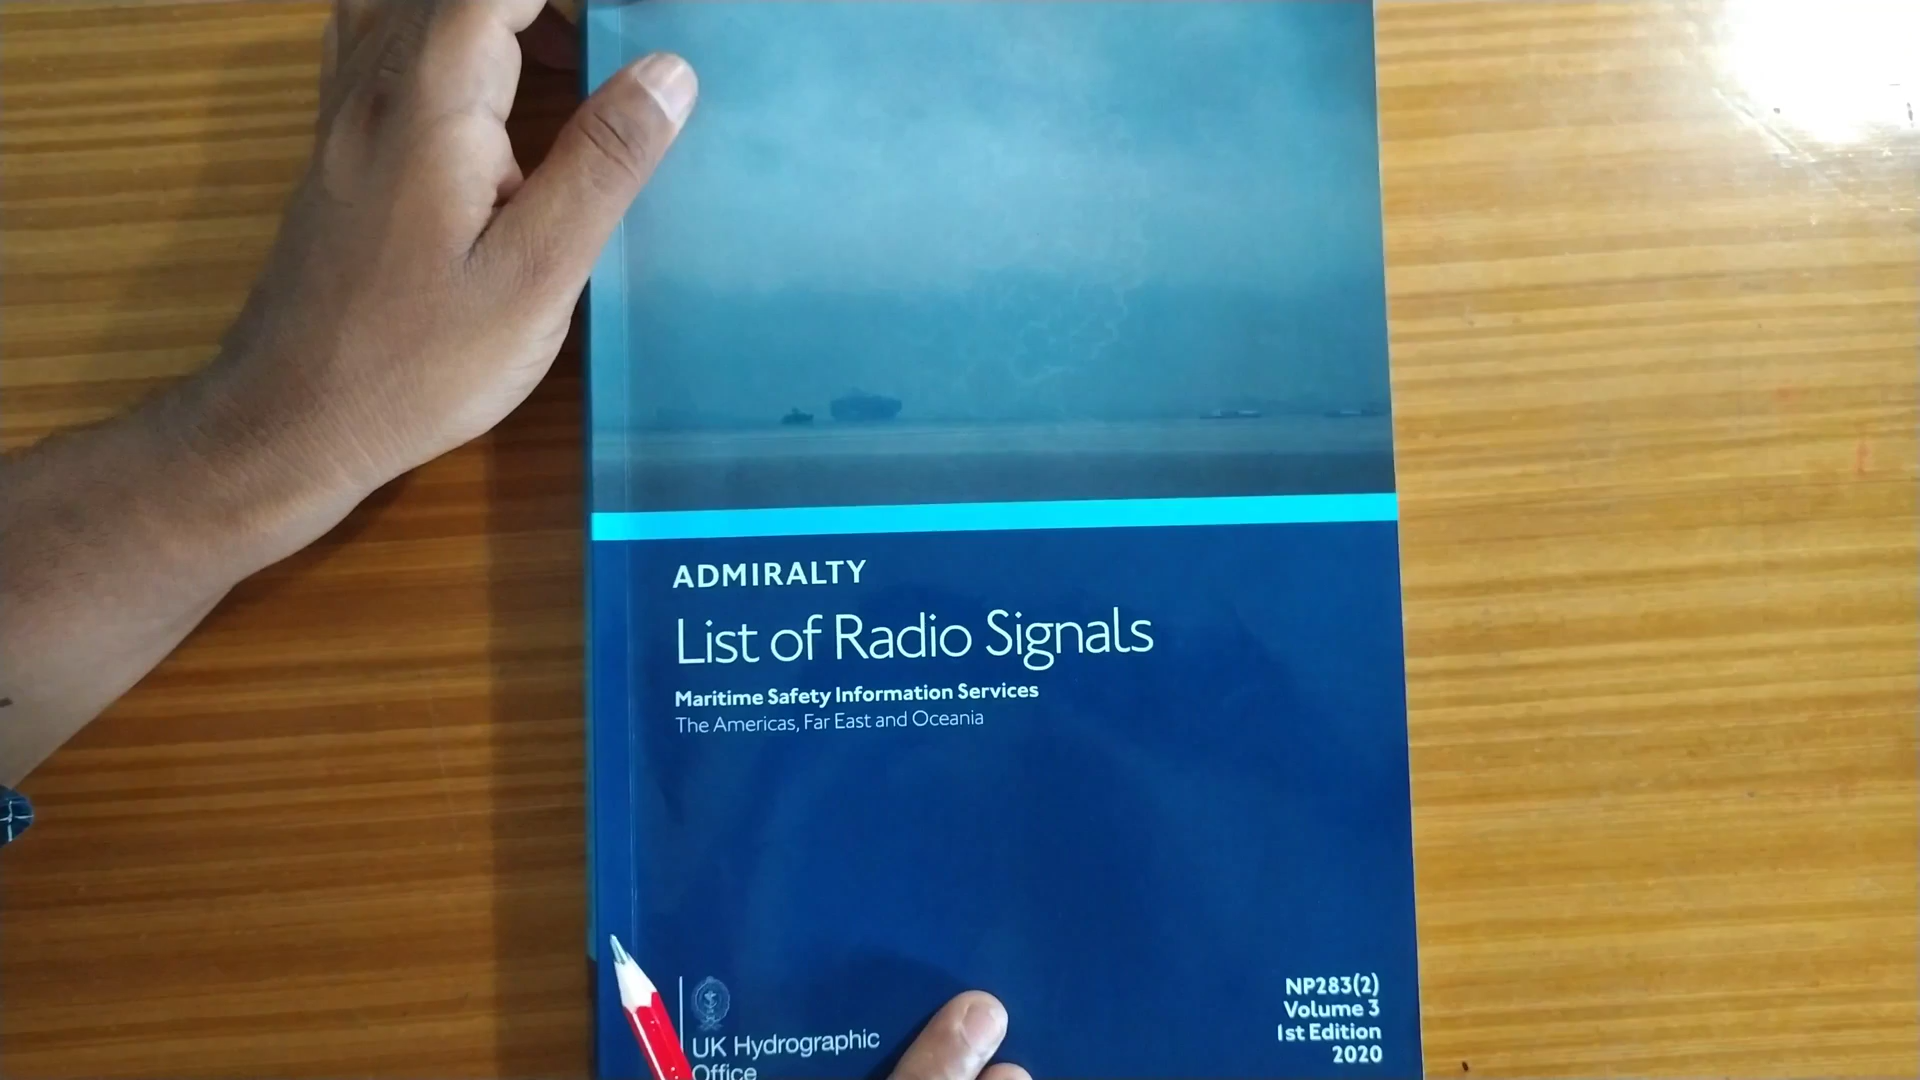 ADMIRALTY
List of Radio Signals
Maritime Safety Information Services
The Americas, Far East and Oceania
UK Hydrographic
Office
NP283(2)
Volume 3
1st Edition
2020